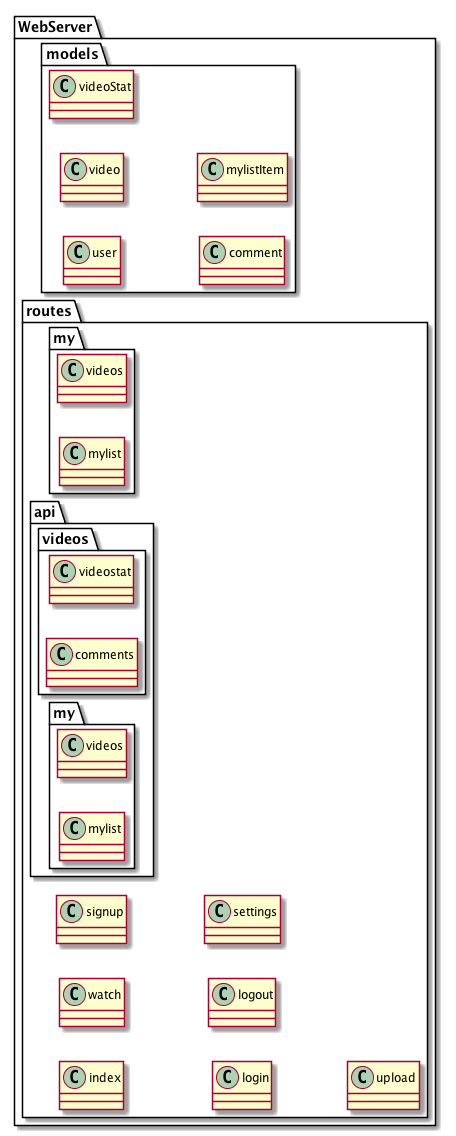 WebServer
models
C videoStat
C video
C mylistItem
C user
C comment
routes
my
C videos
C mylist
api
videos
C videostat
C comments
my
C videos
C mylist
C signup
C settings
C watch
C logout
C index
C login
C upload